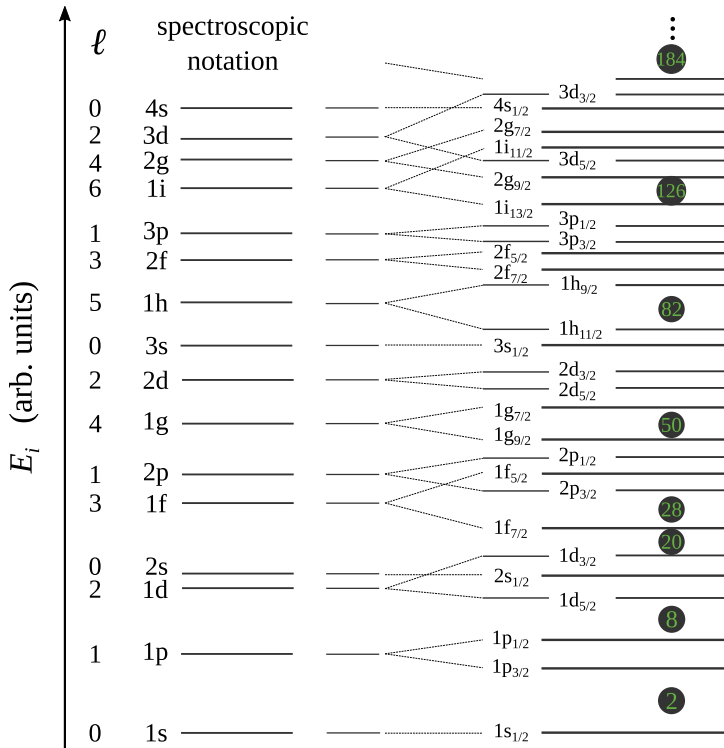 ℓ spectroscopic notation
⋮
184
3d3/2
0 4s 4s1/2
2 3d 2g7/2
1i11/2
4 2g 3d5/2
2g9/2
6 1i 126
1i13/2
1 3p 3p1/2
3p3/2
3 2f 2f5/2
2f7/2
1h9/2
5 1h 82
1h11/2
0 3s 3s1/2
2 2d 2d3/2
2d5/2
1g7/2
4 1g 50
1g9/2
2p1/2
1 2p 1f5/2
2p3/2
3 1f 28
1f7/2
20
1d3/2
0 2s 2s1/2
2 1d 1d5/2
8
1p1/2
1 1p 1p3/2
2
0 1s 1s1/2
Ei (arb. units)